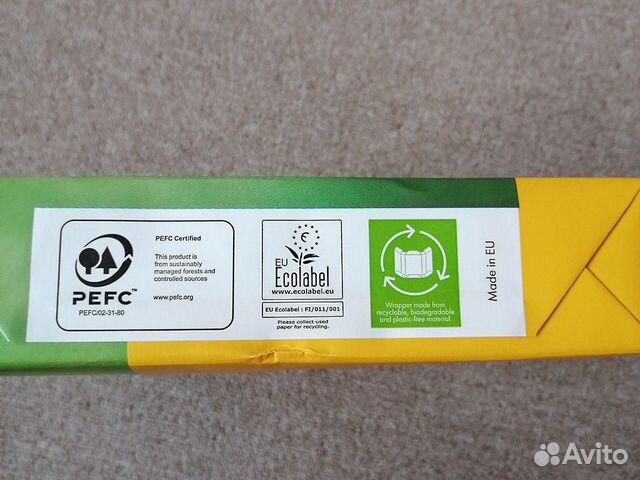 PEFC™
PEFC/02-31-80
PEFC Certified
This product is
from sustainably
managed forests and
controlled sources
www.pefc.org
EU
Ecolabel
www.ecolabel.eu
EU Ecolabel : FI/011/001
Please collect used
paper for recycling.
Wrapper made from
recyclable, biodegradable
and plastic-free material.
Made in EU
Avito